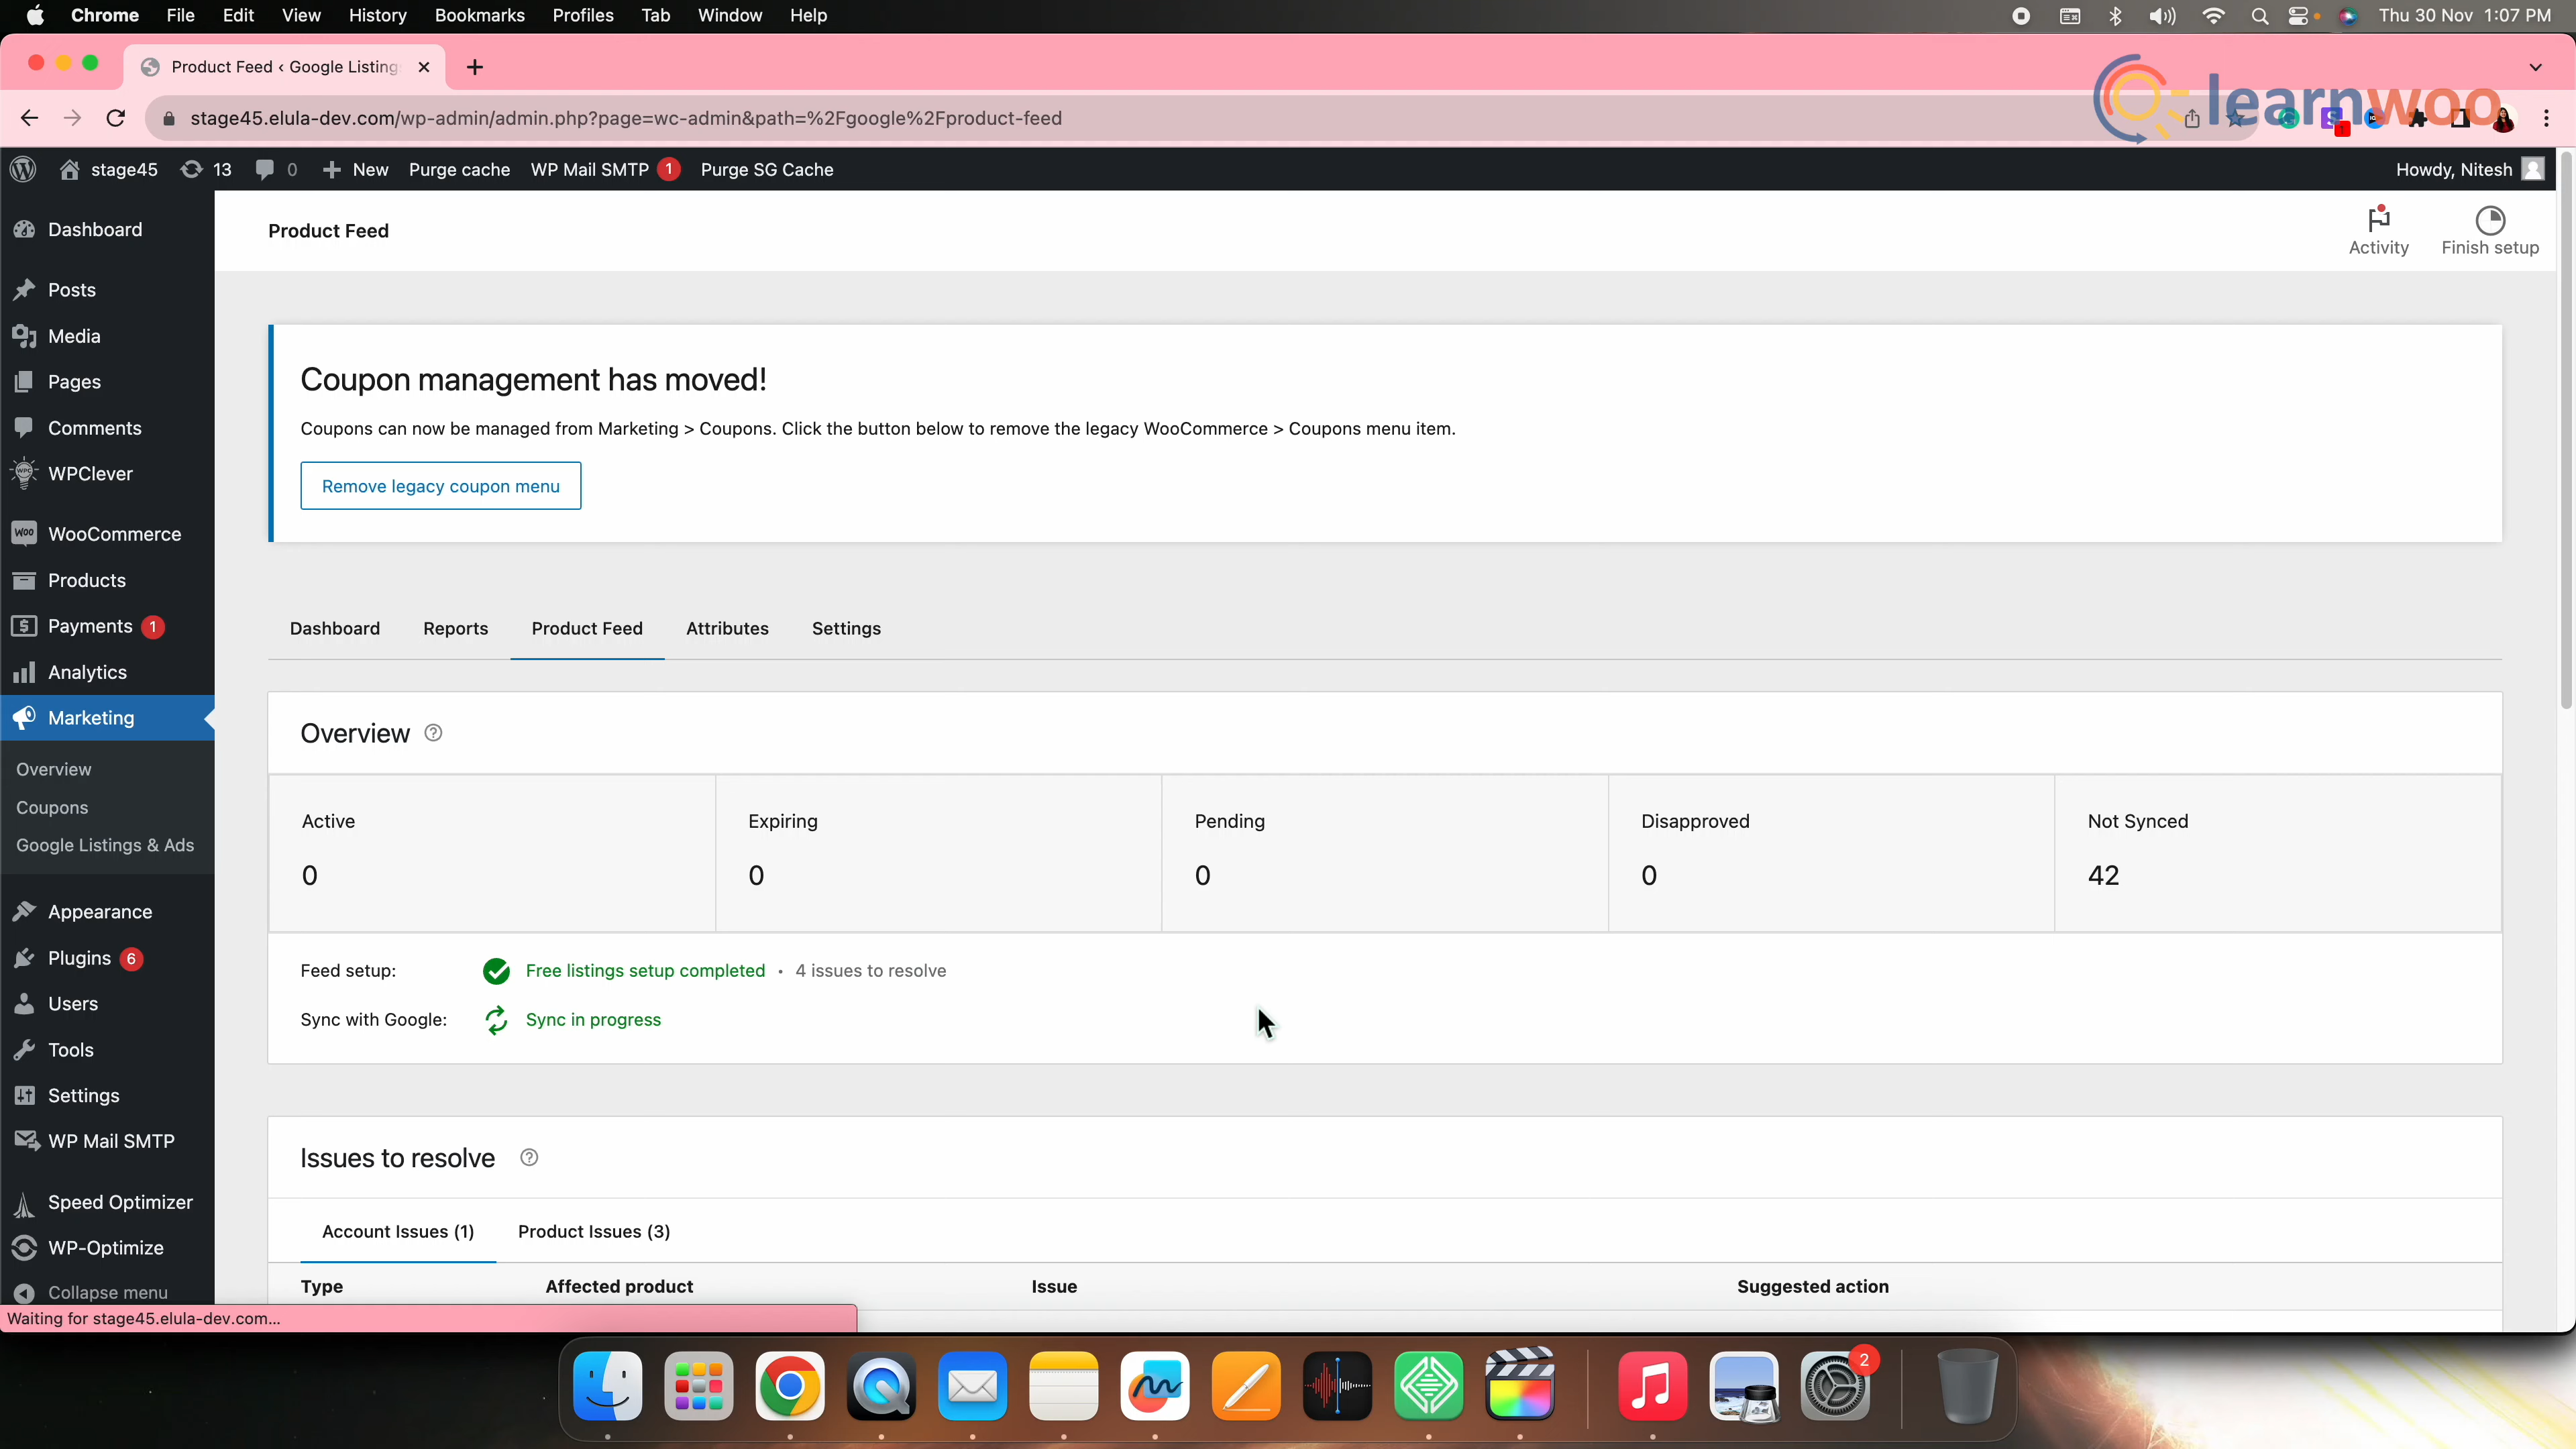 Chrome File Edit View History Bookmarks Profiles Tab Window Help Thu 30 Nov 1:07 PM
Product Feed ‹ Google Listing
learnwoo
stage45.elula-dev.com/wp-admin/admin.php?page=wc-admin&path=%2Fgoogle%2Fproduct-feed
stage45 13 0 New Purge cache WP Mail SMTP 1 Purge SG Cache Howdy, Nitesh
Product Feed
Activity
Finish setup
Dashboard
Posts
Media
Pages
Comments
WPClever
WooCommerce
Products
Payments 1
Analytics
Marketing
Overview
Coupons
Google Listings & Ads
Appearance
Plugins 6
Users
Tools
Settings
WP Mail SMTP
Speed Optimizer
WP-Optimize
Collapse menu
Coupon management has moved!
Coupons can now be managed from Marketing > Coupons. Click the button below to remove the legacy WooCommerce > Coupons menu item.
Remove legacy coupon menu
Dashboard Reports Product Feed Attributes Settings
Overview
Active Expiring Pending Disapproved Not Synced
0 0 0 0 42
Feed setup: Free listings setup completed · 4 issues to resolve
Sync with Google: Sync in progress
Issues to resolve
Account Issues (1) Product Issues (3)
Type Affected product Issue Suggested action
Waiting for stage45.elula-dev.com...
2